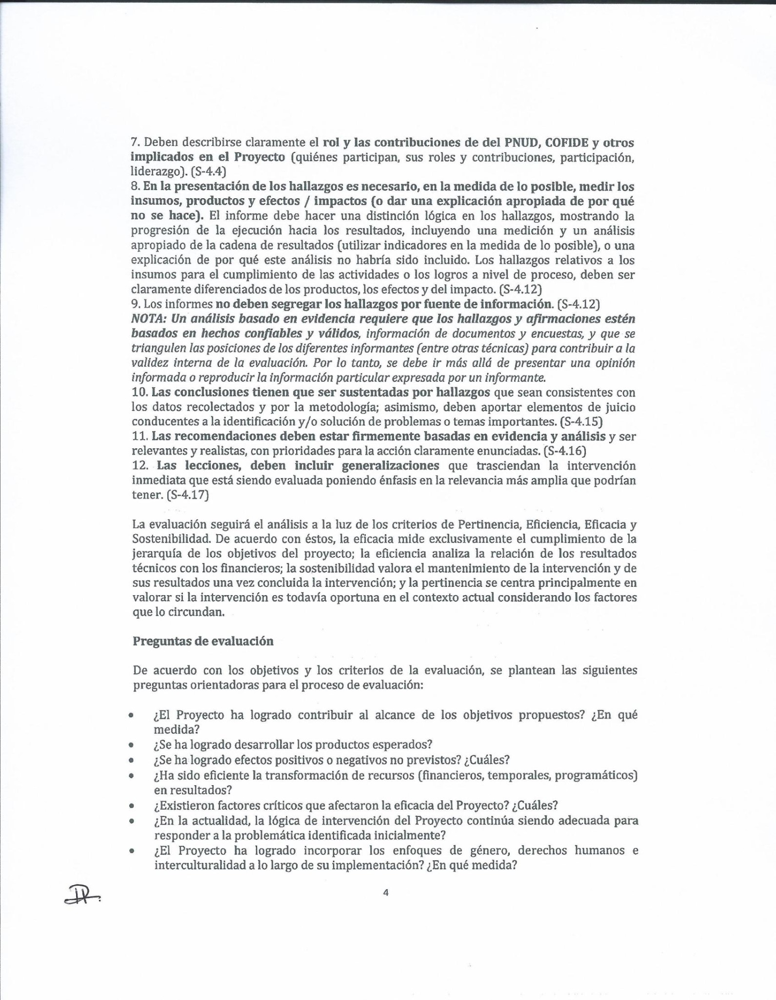 7. Deben describirse claramente el rol y las contribuciones de del PNUD, COFIDE y otros
implicados en el Proyecto (quiénes participan, sus roles y contribuciones, participación,
liderazgo). (S-4.4)
8. En la presentación de los hallazgos es necesario, en la medida de lo posible, medir los
insumos, productos y efectos / impactos (o dar una explicación apropiada de por qué
no se hace). El informe debe hacer una distinción lógica en los hallazgos, mostrando la
progresión de la ejecución hacia los resultados, incluyendo una medición y un análisis
apropiado de la cadena de resultados (utilizar indicadores en la medida de lo posible), o una
explicación de por qué este análisis no habría sido incluido. Los hallazgos relativos a los
insumos para el cumplimiento de las actividades o los logros a nivel de proceso, deben ser
claramente diferenciados de los productos, los efectos y del impacto. (S-4.12)
9. Los informes no deben segregar los hallazgos por fuente de información. (S-4.12)
NOTA: Un análisis basado en evidencia requiere que los hallazgos y afirmaciones estén
basados en hechos confiables y válidos, información de documentos y encuestas, y que se
triangulen las posiciones de los diferentes informantes (entre otras técnicas) para contribuir a la
validez interna de la evaluación. Por lo tanto, se debe ir más allá de presentar una opinión
informada o reproducir la información particular expresada por un informante.
10. Las conclusiones tienen que ser sustentadas por hallazgos que sean consistentes con
los datos recolectados y por la metodología; asimismo, deben aportar elementos de juicio
conducentes a la identificación y/o solución de problemas o temas importantes. (S-4.15)
11. Las recomendaciones deben estar firmemente basadas en evidencia y análisis y ser
relevantes y realistas, con prioridades para la acción claramente enunciadas. (S-4.16)
12. Las lecciones, deben incluir generalizaciones que trasciendan la intervención
inmediata que está siendo evaluada poniendo énfasis en la relevancia más amplia que podrían
tener. (S-4.17)
La evaluación seguirá el análisis a la luz de los criterios de Pertinencia, Eficiencia, Eficacia y
Sostenibilidad. De acuerdo con éstos, la eficacia mide exclusivamente el cumplimiento de la
jerarquía de los objetivos del proyecto; la eficiencia analiza la relación de los resultados
técnicos con los financieros; la sostenibilidad valora el mantenimiento de la intervención y de
sus resultados una vez concluida la intervención; y la pertinencia se centra principalmente en
valorar si la intervención es todavía oportuna en el contexto actual considerando los factores
que lo circundan.
Preguntas de evaluación
De acuerdo con los objetivos y los criterios de la evaluación, se plantean las siguientes
preguntas orientadoras para el proceso de evaluación:
• ¿El Proyecto ha logrado contribuir al alcance de los objetivos propuestos? ¿En qué
medida?
• ¿Se ha logrado desarrollar los productos esperados?
• ¿Se ha logrado efectos positivos o negativos no previstos? ¿Cuáles?
• ¿Ha sido eficiente la transformación de recursos (financieros, temporales, programáticos)
en resultados?
• ¿Existieron factores críticos que afectaron la eficacia del Proyecto? ¿Cuáles?
• ¿En la actualidad, la lógica de intervención del Proyecto continúa siendo adecuada para
responder a la problemática identificada inicialmente?
• ¿El Proyecto ha logrado incorporar los enfoques de género, derechos humanos e
interculturalidad a lo largo de su implementación? ¿En qué medida?
4